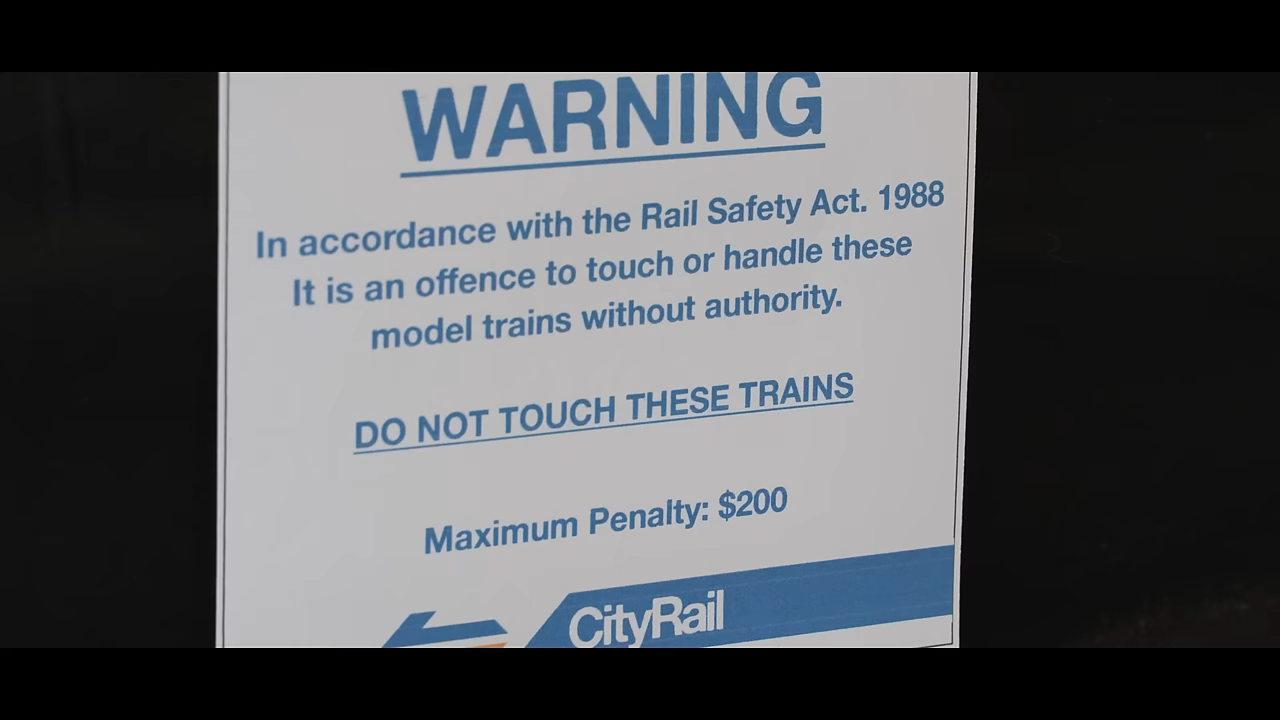 WARNING
In accordance with the Rail Safety Act. 1988
It is an offence to touch or handle these
model trains without authority.
DO NOT TOUCH THESE TRAINS
Maximum Penalty: $200
CityRail